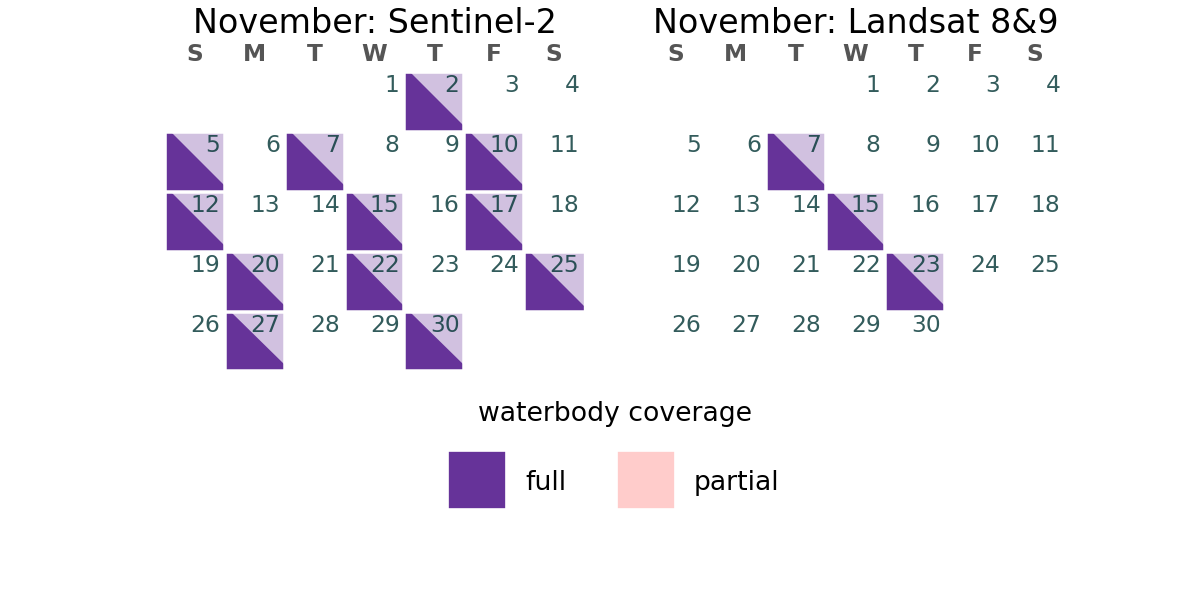 November: Sentinel-2
S M T W T F S
1 2 3 4
5 6 7 8 9 10 11
12 13 14 15 16 17 18
19 20 21 22 23 24 25
26 27 28 29 30
November: Landsat 8&9
S M T W T F S
1 2 3 4
5 6 7 8 9 10 11
12 13 14 15 16 17 18
19 20 21 22 23 24 25
26 27 28 29 30
waterbody coverage
full partial